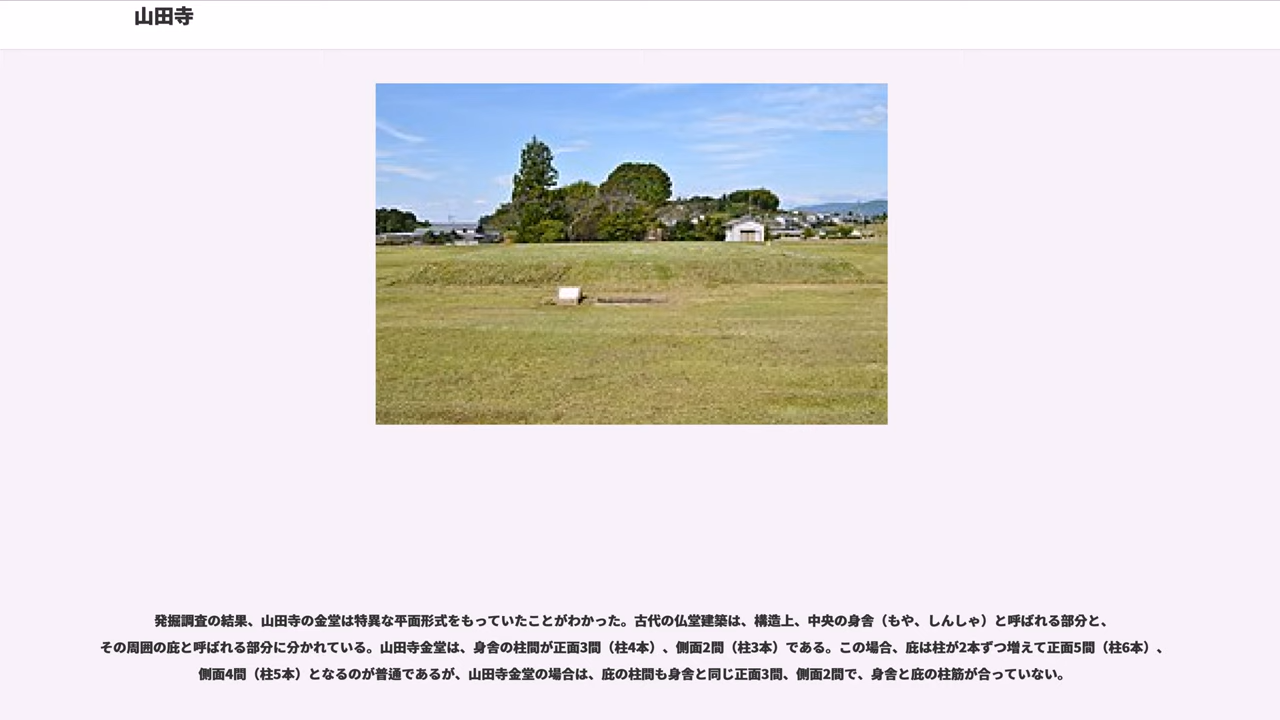 山田寺
発掘調査の結果、山田寺の金堂は特異な平面形式をもっていたことがわかった。古代の仏堂建築は、構造上、中央の身舎（もや、しんしゃ）と呼ばれる部分と、
その周囲の庇と呼ばれる部分に分かれている。山田寺金堂は、身舎の柱間が正面3間（柱4本）、側面2間（柱3本）である。この場合、庇は柱が2本ずつ増えて正面5間（柱6本）、
側面4間（柱5本）となるのが普通であるが、山田寺金堂の場合は、庇の柱間も身舎と同じ正面3間、側面2間で、身舎と庇の柱筋が合っていない。